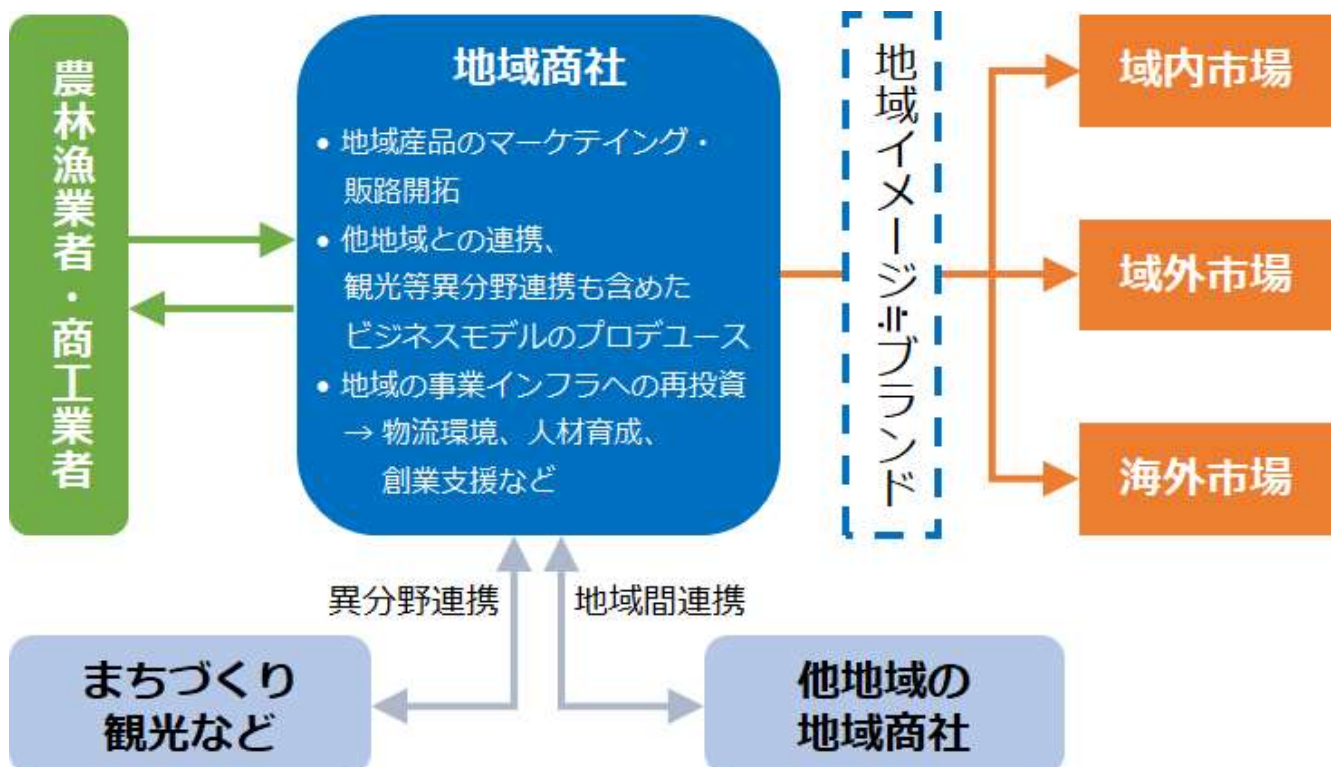 農林漁業者・商工業者
地域商社
• 地域産品のマーケテイング・
販路開拓
• 他地域との連携、
観光等異分野連携も含めた
ビジネスモデルのプロデユース
• 地域の事業インフラへの再投資
→ 物流環境、人材育成、
創業支援など
地域イメージ≒ブランド
域内市場
域外市場
海外市場
異分野連携
地域間連携
まちづくり
観光など
他地域の
地域商社